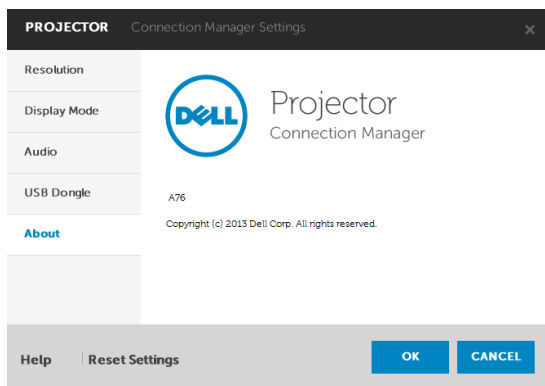 PROJECTOR Connection Manager Settings ×
Resolution
Display Mode
Audio
USB Dongle
About
DELL
Projector
Connection Manager
A76
Copyright (c) 2013 Dell Corp. All rights reserved.
Help Reset Settings OK CANCEL